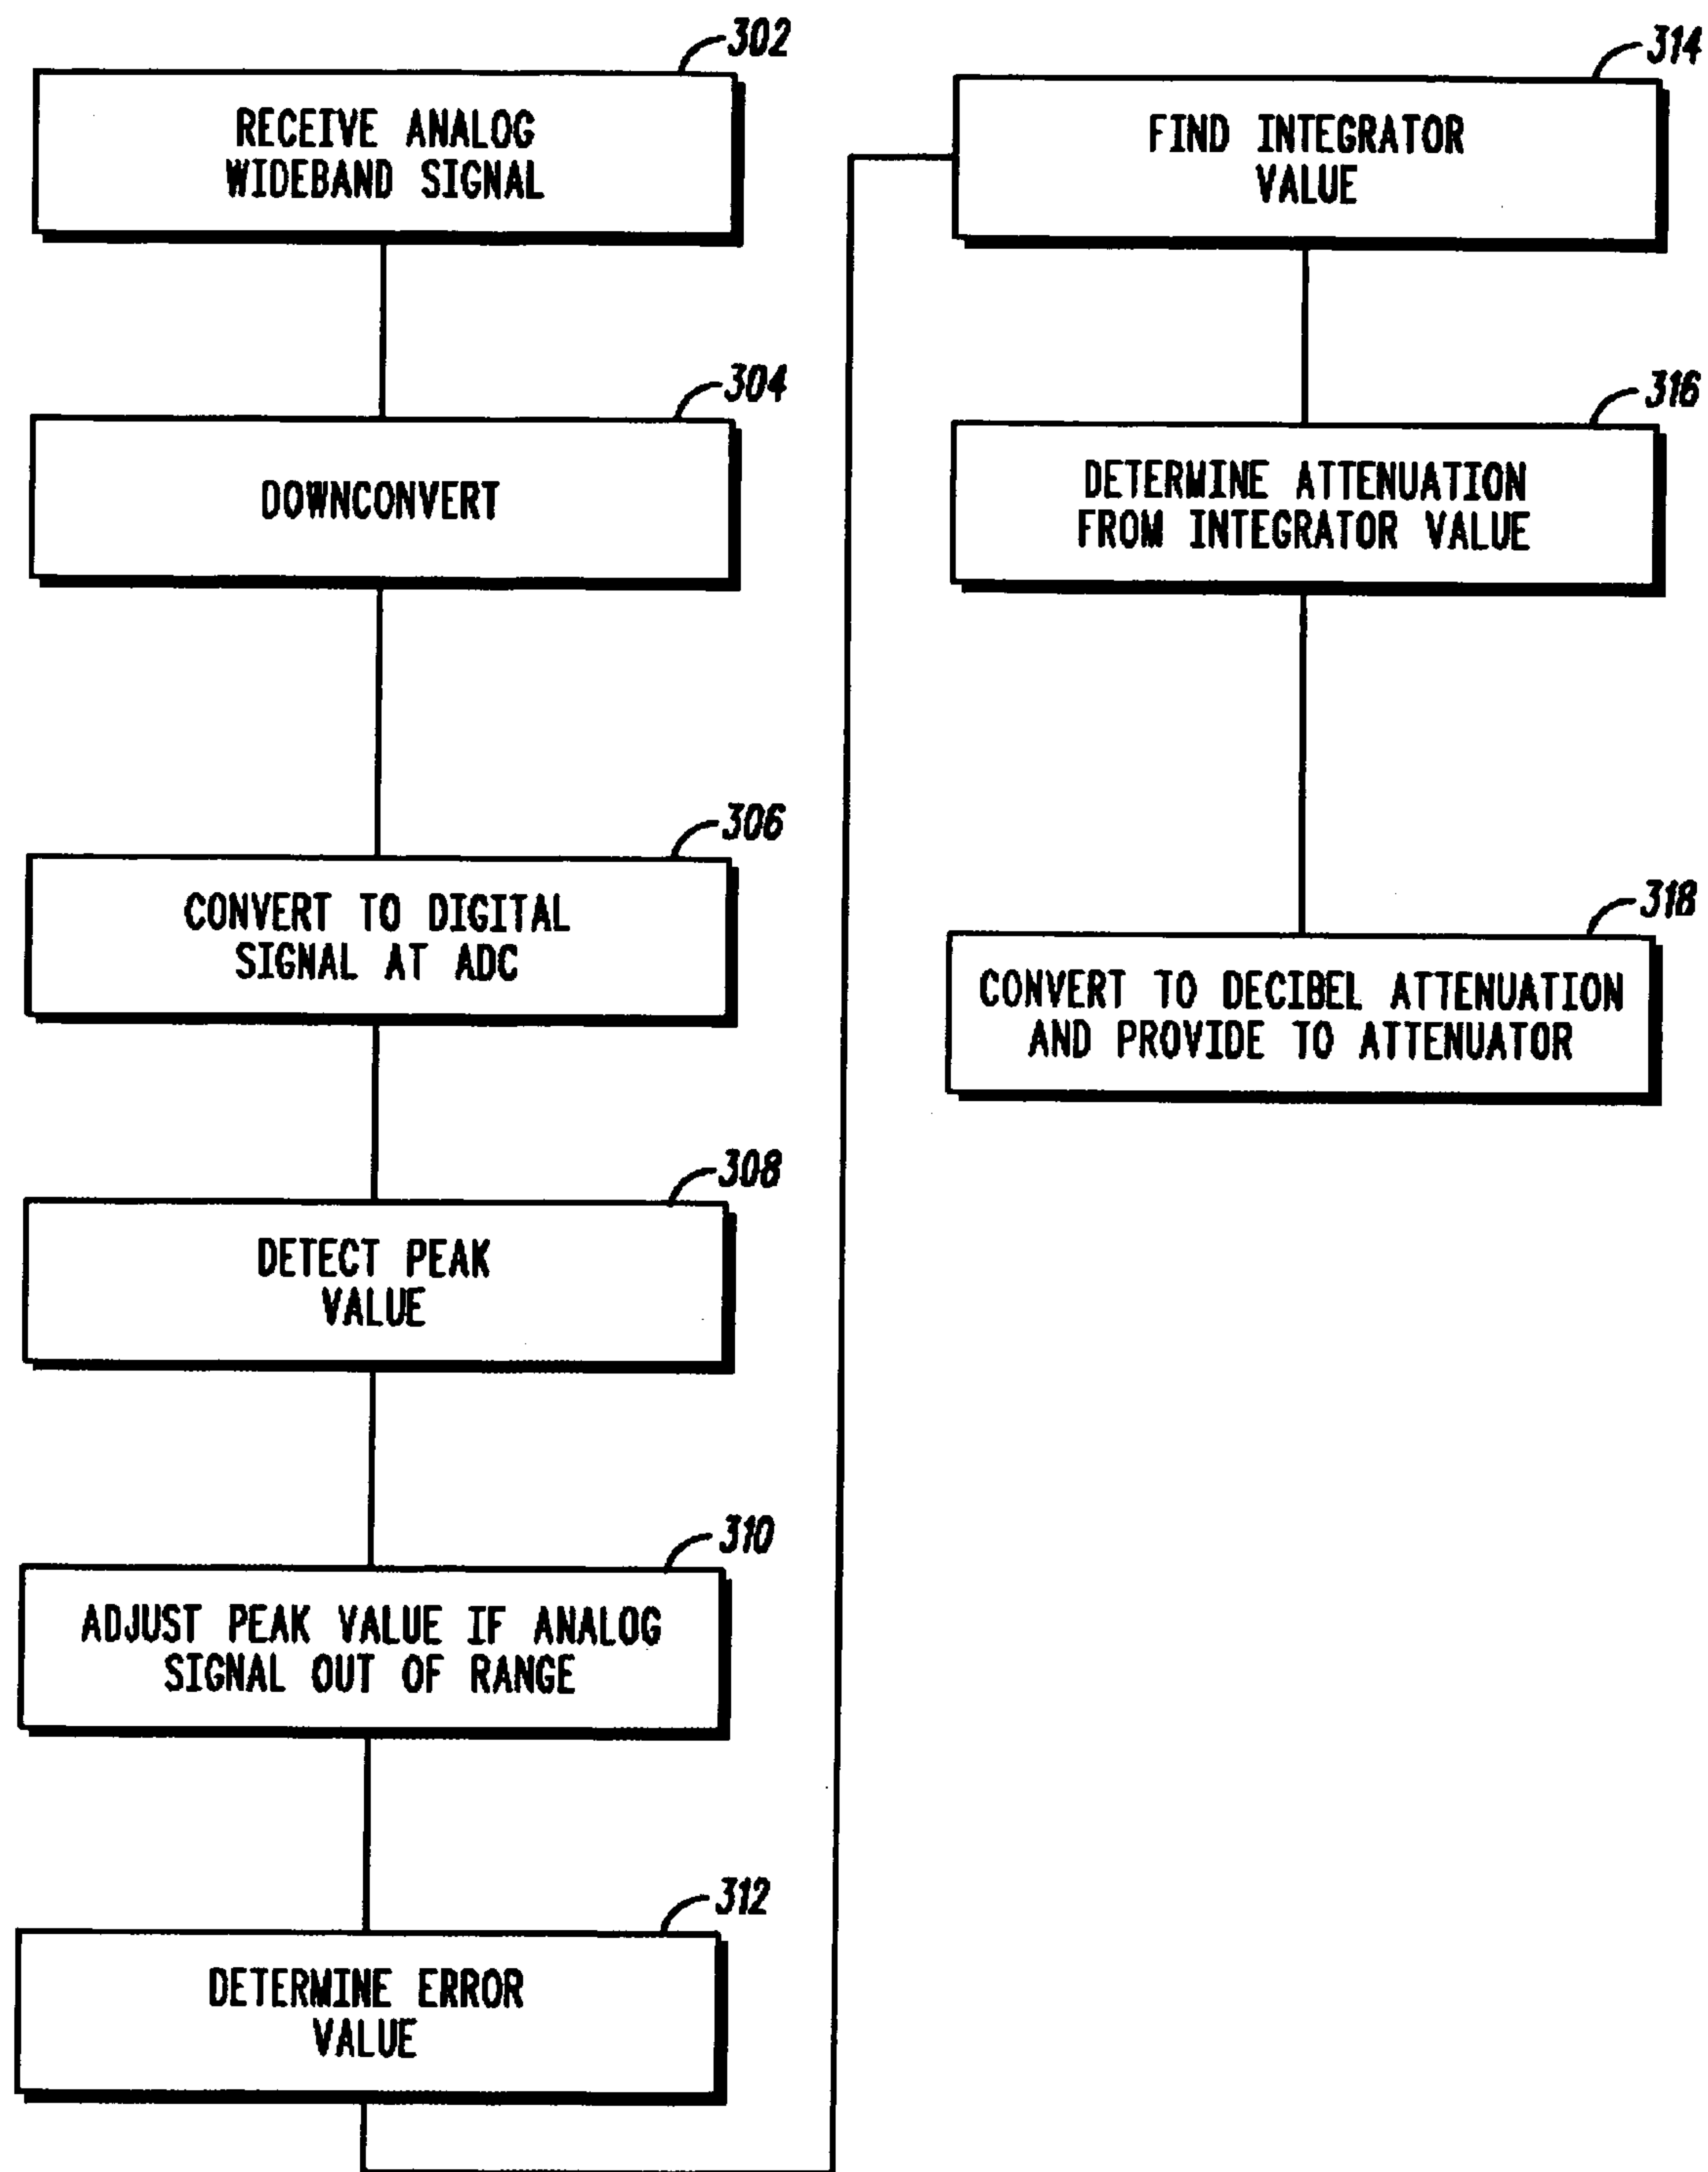 302
RECEIVE ANALOG
WIDEBAND SIGNAL
304
DOWNCONVERT
306
CONVERT TO DIGITAL
SIGNAL AT ADC
308
DETECT PEAK
VALUE
310
ADJUST PEAK VALUE IF ANALOG
SIGNAL OUT OF RANGE
312
DETERMINE ERROR
VALUE
314
FIND INTEGRATOR
VALUE
316
DETERMINE ATTENUATION
FROM INTEGRATOR VALUE
318
CONVERT TO DECIBEL ATTENUATION
AND PROVIDE TO ATTENUATOR